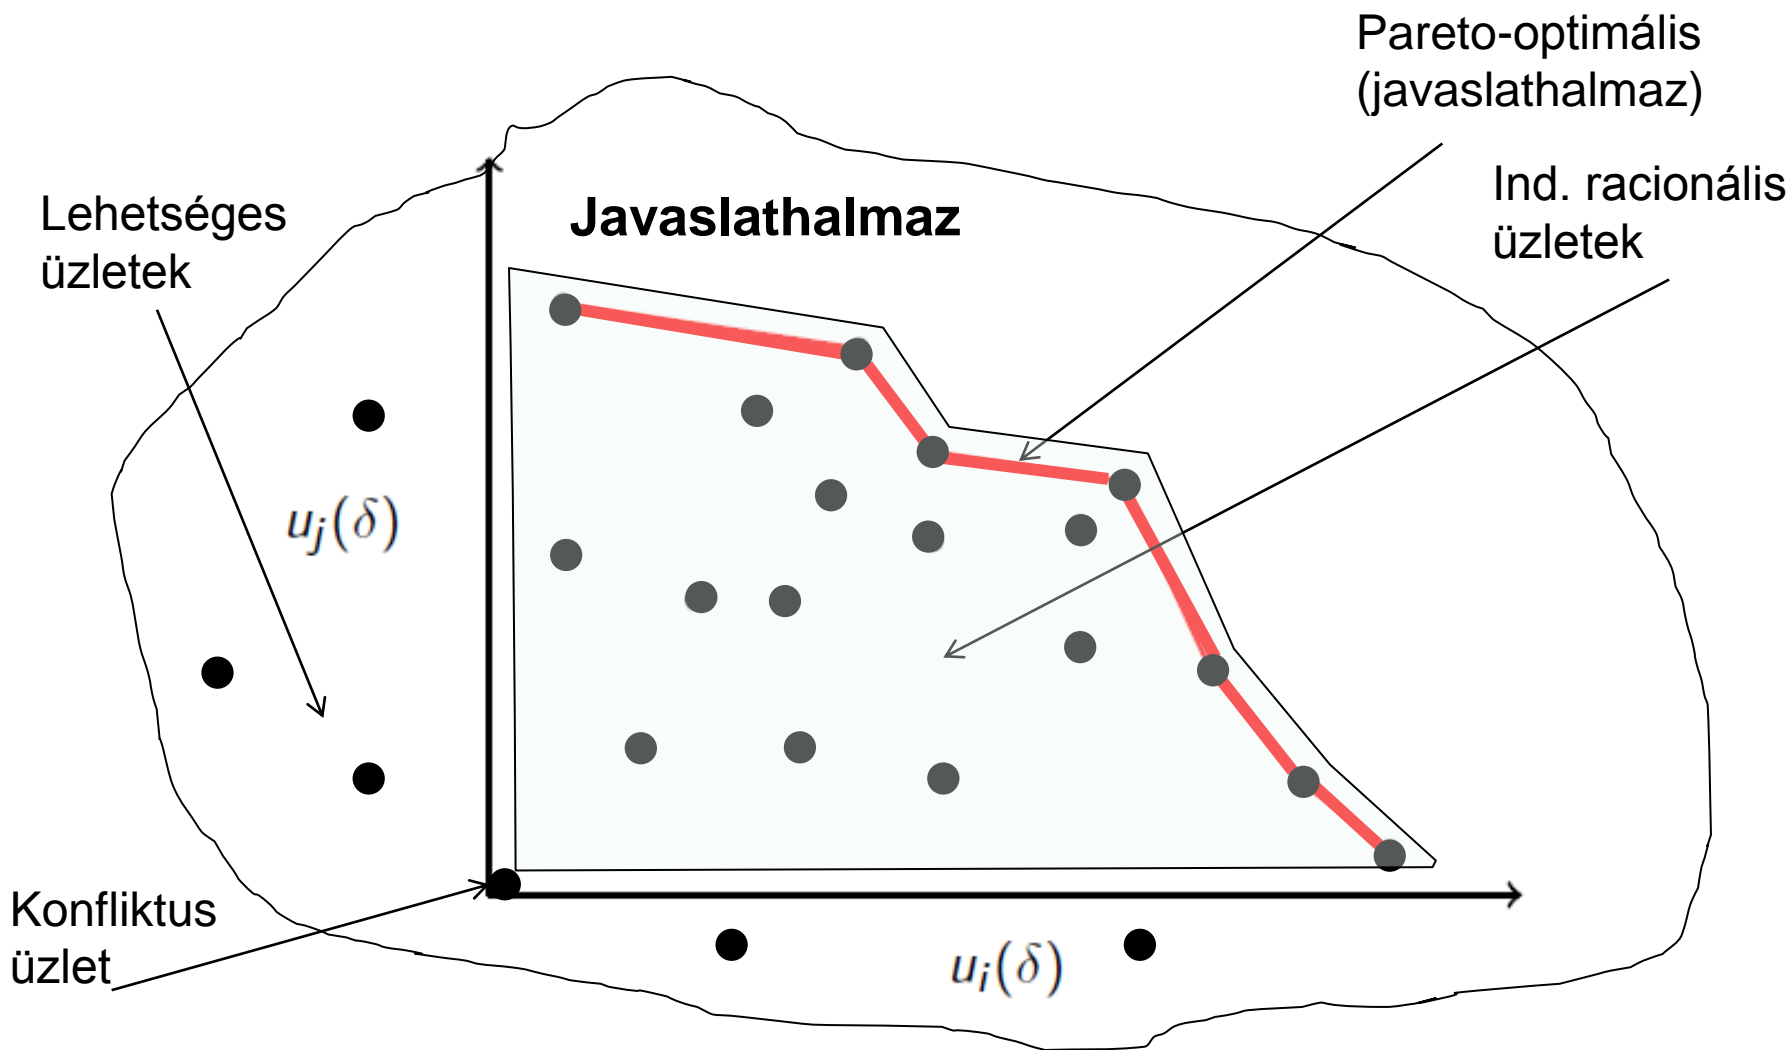 Pareto-optimális
(javaslathalmaz)
Ind. racionális
üzletek
Lehetséges
üzletek
Javaslathalmaz
u_j(δ)
Konfliktus
üzlet
u_i(δ)